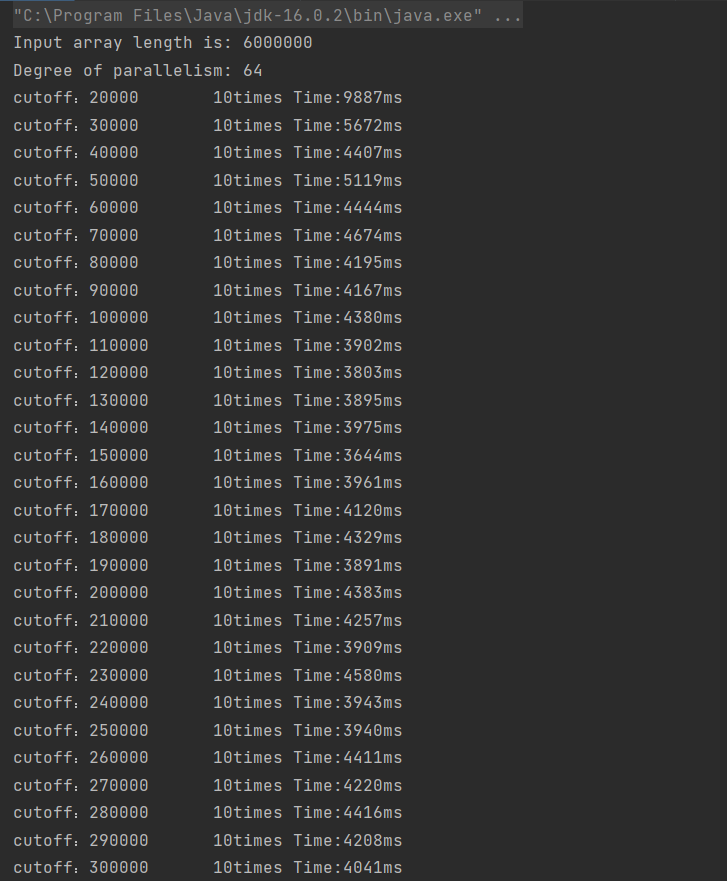 "C:\Program Files\Java\jdk-16.0.2\bin\java.exe" ...
Input array length is: 6000000
Degree of parallelism: 64
cutoff：20000 10times Time:9887ms
cutoff：30000 10times Time:5672ms
cutoff：40000 10times Time:4407ms
cutoff：50000 10times Time:5119ms
cutoff：60000 10times Time:4444ms
cutoff：70000 10times Time:4674ms
cutoff：80000 10times Time:4195ms
cutoff：90000 10times Time:4167ms
cutoff：100000 10times Time:4380ms
cutoff：110000 10times Time:3902ms
cutoff：120000 10times Time:3803ms
cutoff：130000 10times Time:3895ms
cutoff：140000 10times Time:3975ms
cutoff：150000 10times Time:3644ms
cutoff：160000 10times Time:3961ms
cutoff：170000 10times Time:4120ms
cutoff：180000 10times Time:4329ms
cutoff：190000 10times Time:3891ms
cutoff：200000 10times Time:4383ms
cutoff：210000 10times Time:4257ms
cutoff：220000 10times Time:3909ms
cutoff：230000 10times Time:4580ms
cutoff：240000 10times Time:3943ms
cutoff：250000 10times Time:3940ms
cutoff：260000 10times Time:4411ms
cutoff：270000 10times Time:4220ms
cutoff：280000 10times Time:4416ms
cutoff：290000 10times Time:4208ms
cutoff：300000 10times Time:4041ms